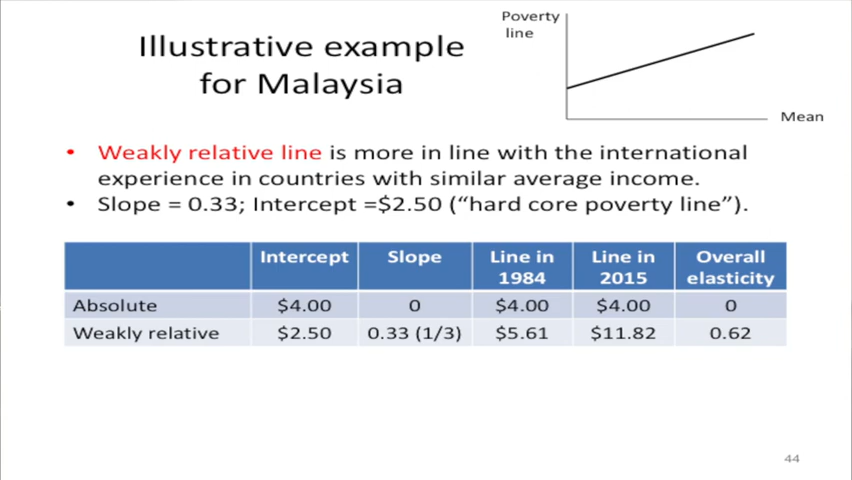 Poverty
line
Illustrative example
for Malaysia
Mean
• Weakly relative line is more in line with the international
experience in countries with similar average income.
• Slope = 0.33; Intercept =$2.50 (“hard core poverty line”).
Intercept Slope Line in 1984 Line in 2015 Overall elasticity
Absolute $4.00 0 $4.00 $4.00 0
Weakly relative $2.50 0.33 (1/3) $5.61 $11.82 0.62
44